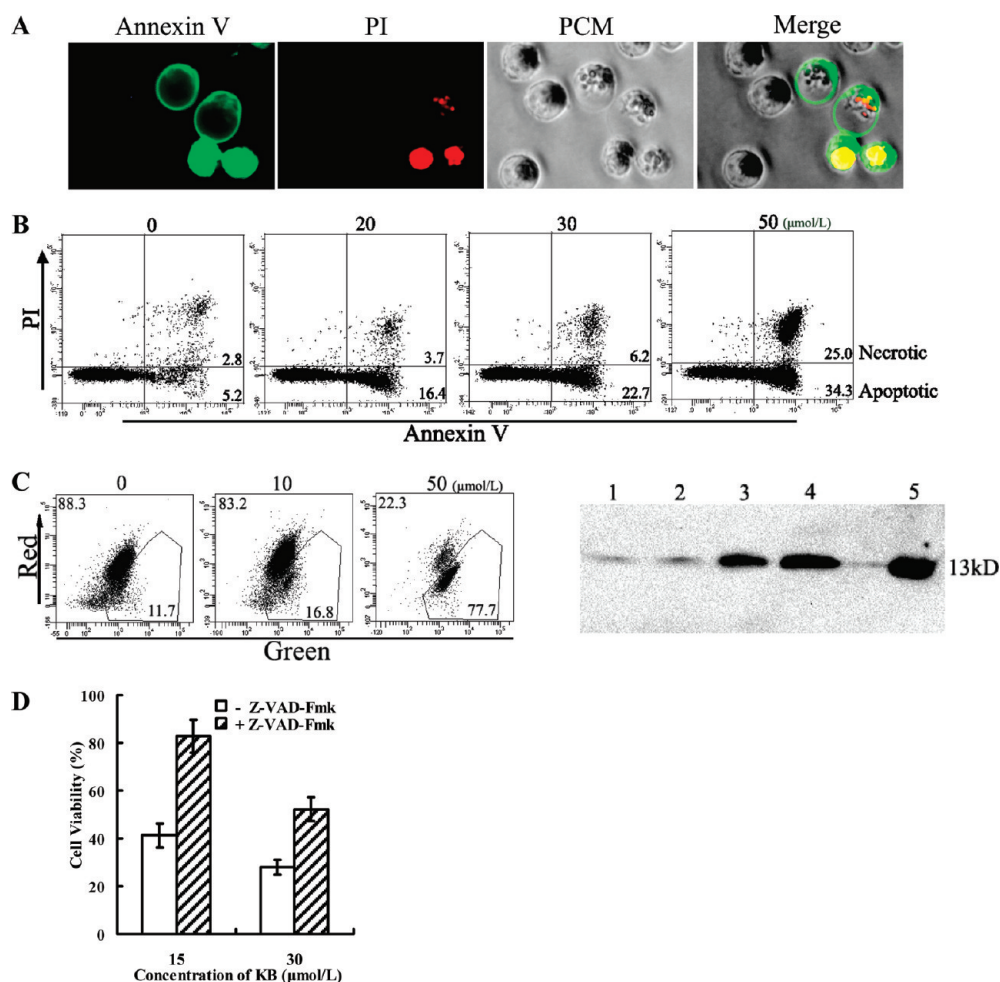 A
Annexin V PI PCM Merge
B
0 20 30 50 (μmol/L)
PI
2.8 3.7 6.2 25.0 Necrotic
5.2 16.4 22.7 34.3 Apoptotic
Annexin V
C
0 10 50 (μmol/L)
88.3 83.2 22.3
Red
11.7 16.8 77.7
Green
1 2 3 4 5
13kD
D
- Z-VAD-Fmk
+ Z-VAD-Fmk
Cell Viability (%)
100
80
60
40
20
0
15 30
Concentration of KB (μmol/L)